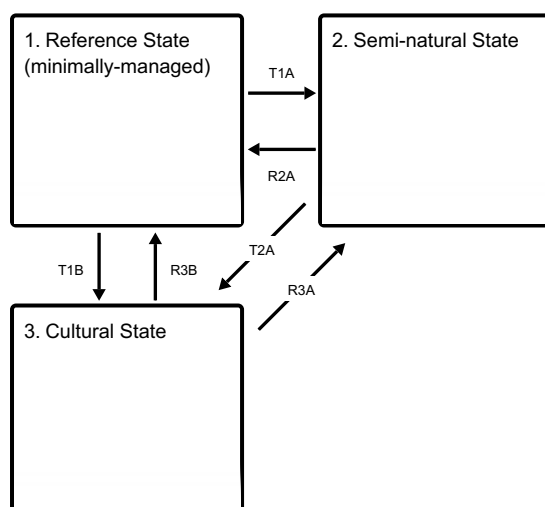 1. Reference State
(minimally-managed)
2. Semi-natural State
T1A
R2A
T2A
T1B
R3B
R3A
3. Cultural State